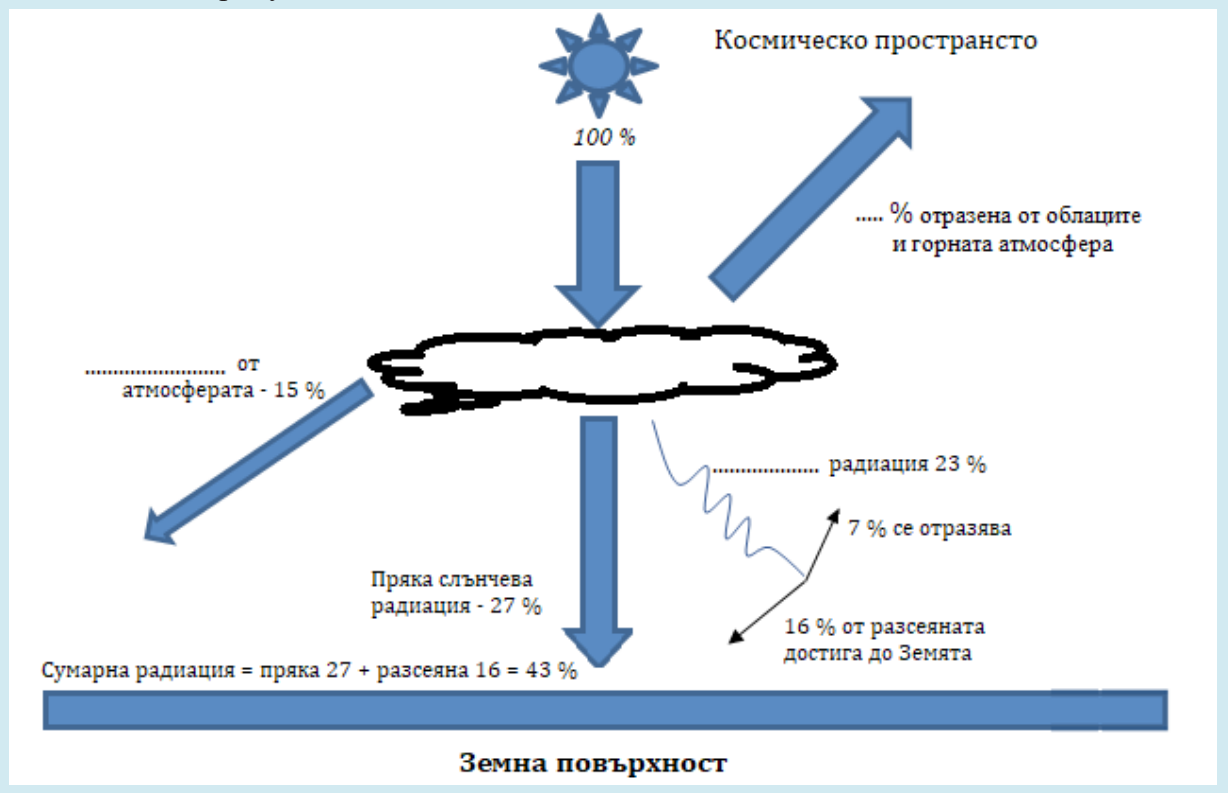 Космическо пространсто
100 %
..... % отразена от облаците
и горната атмосфера
......................... от
атмосферата - 15 %
................... радиация 23 %
7 % се отразява
Пряка слънчева
радиация - 27 %
16 % от разсеяната
достига до Земята
Сумарна радиация = пряка 27 + разсеяна 16 = 43 %
Земна повърхност